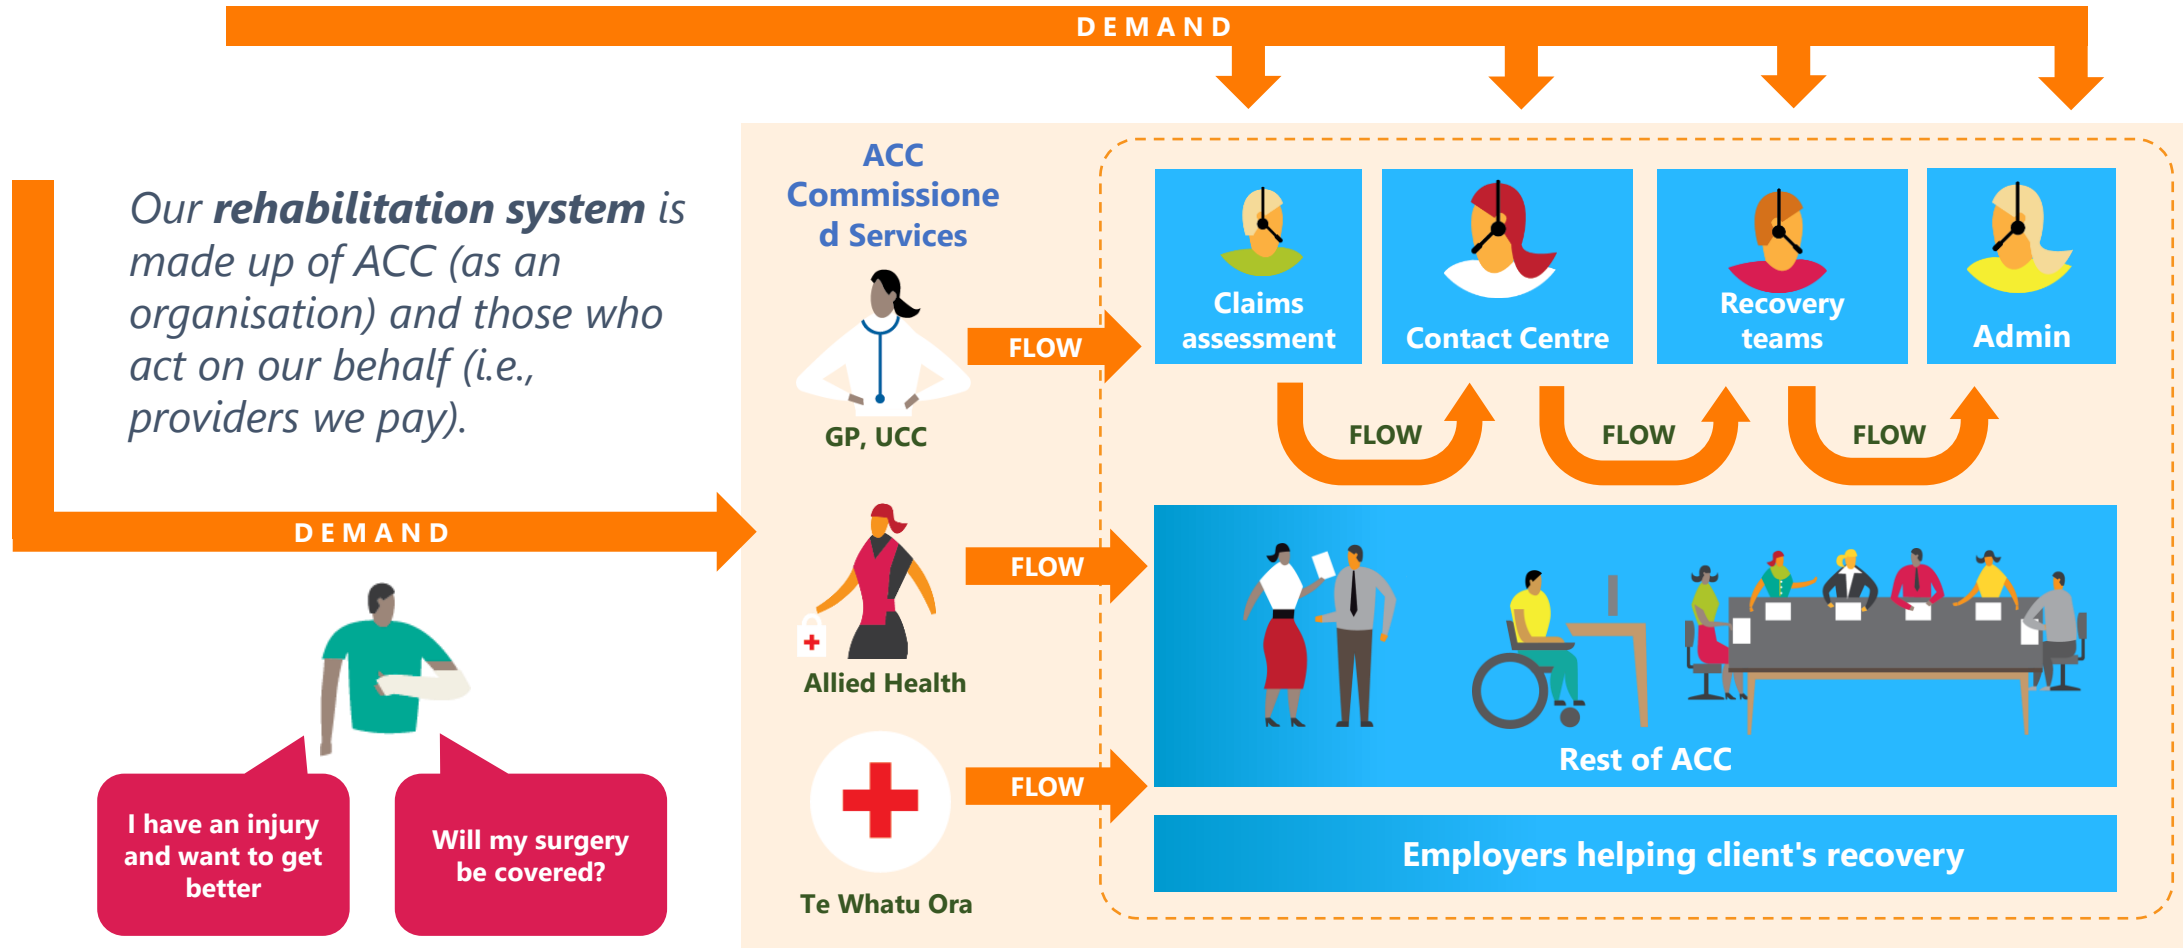 DEMAND
Our rehabilitation system is
made up of ACC (as an
organisation) and those who
act on our behalf (i.e.,
providers we pay).
DEMAND
I have an injury
and want to get
better
Will my surgery
be covered?
ACC
Commissione
d Services
GP, UCC
FLOW
Allied Health
FLOW
Te Whatu Ora
FLOW
Claims
assessment
Contact Centre
Recovery
teams
Admin
FLOW
FLOW
FLOW
Rest of ACC
Employers helping client's recovery